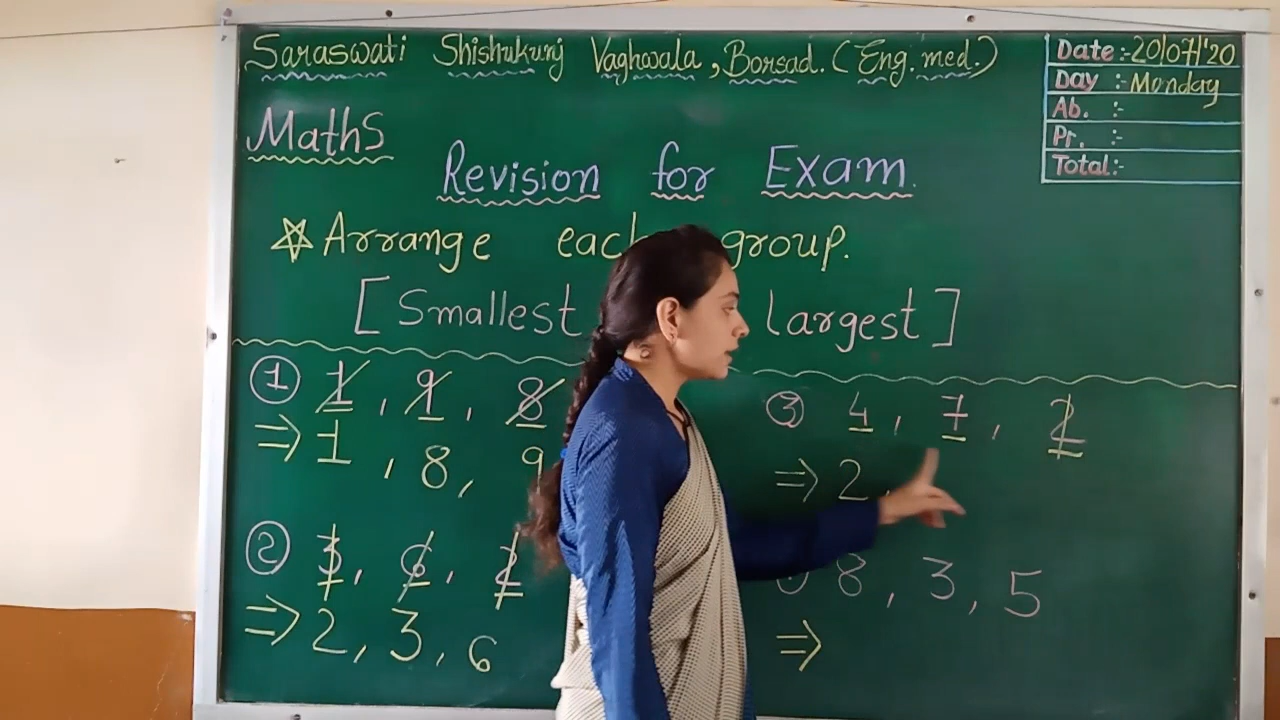 Saraswati Shishukunj Vaghwala, Borsad. (Eng. med.)
Date :- 20/07/'20
Day :- Monday
Ab. :-
Pr. :-
Total:-
Maths
Revision for Exam.
☆ Arrange each group.
[Smallest largest]
① 1, 9, 8
⇒ 1, 8, 9
② 3, 6, 2
⇒ 2, 3, 6
③ 4, 7, 2
⇒ 2,
8, 3, 5
⇒